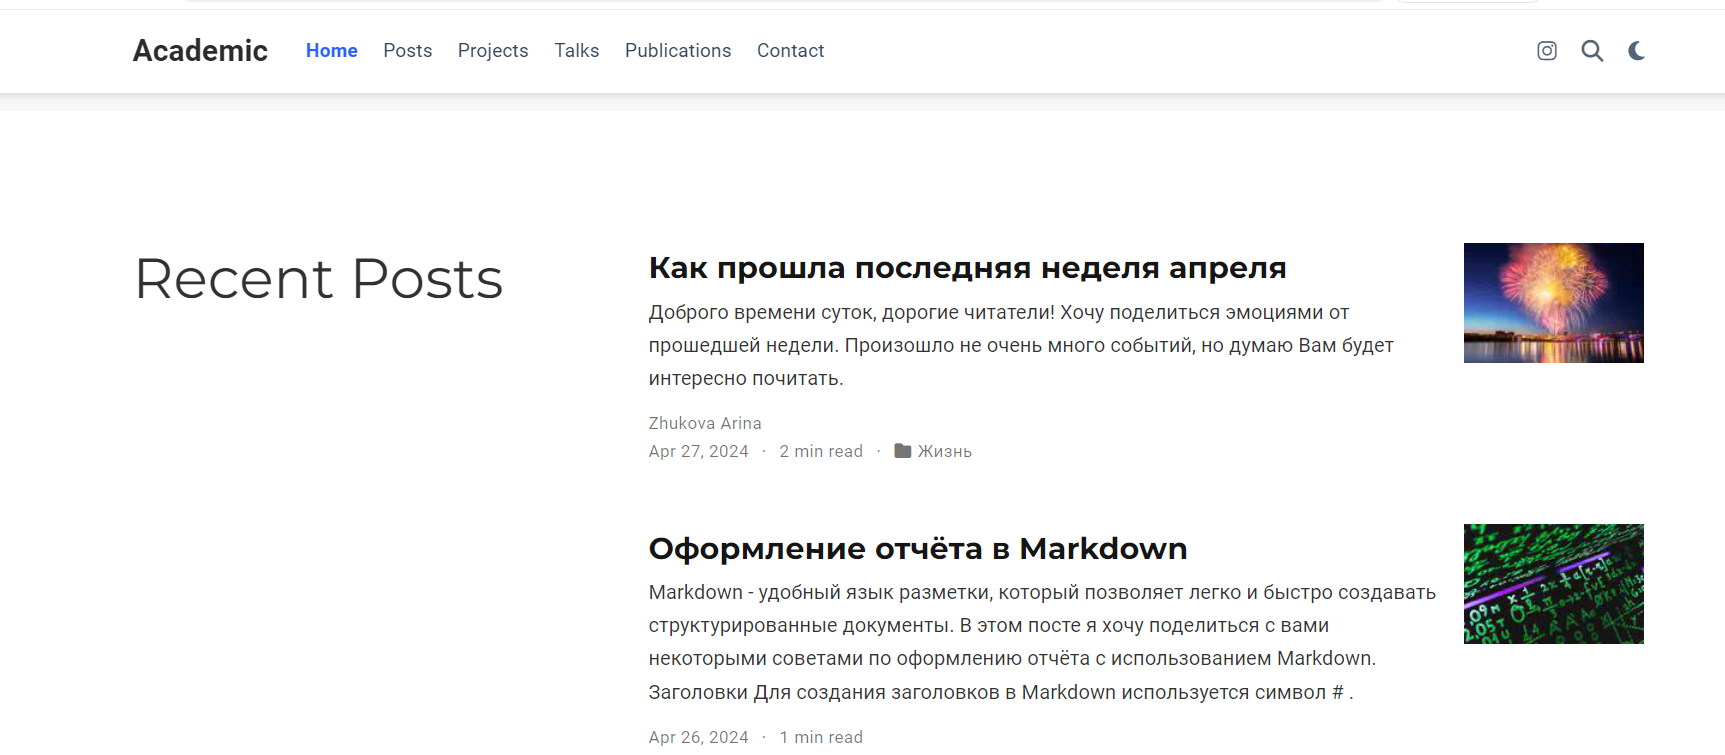 Academic Home Posts Projects Talks Publications Contact
Recent Posts
Как прошла последняя неделя апреля
Доброго времени суток, дорогие читатели! Хочу поделиться эмоциями от
прошедшей недели. Произошло не очень много событий, но думаю Вам будет
интересно почитать.
Zhukova Arina
Apr 27, 2024 · 2 min read · Жизнь
Оформление отчёта в Markdown
Markdown - удобный язык разметки, который позволяет легко и быстро создавать
структурированные документы. В этом посте я хочу поделиться с вами
некоторыми советами по оформлению отчёта с использованием Markdown.
Заголовки Для создания заголовков в Markdown используется символ # .
Apr 26, 2024 · 1 min read